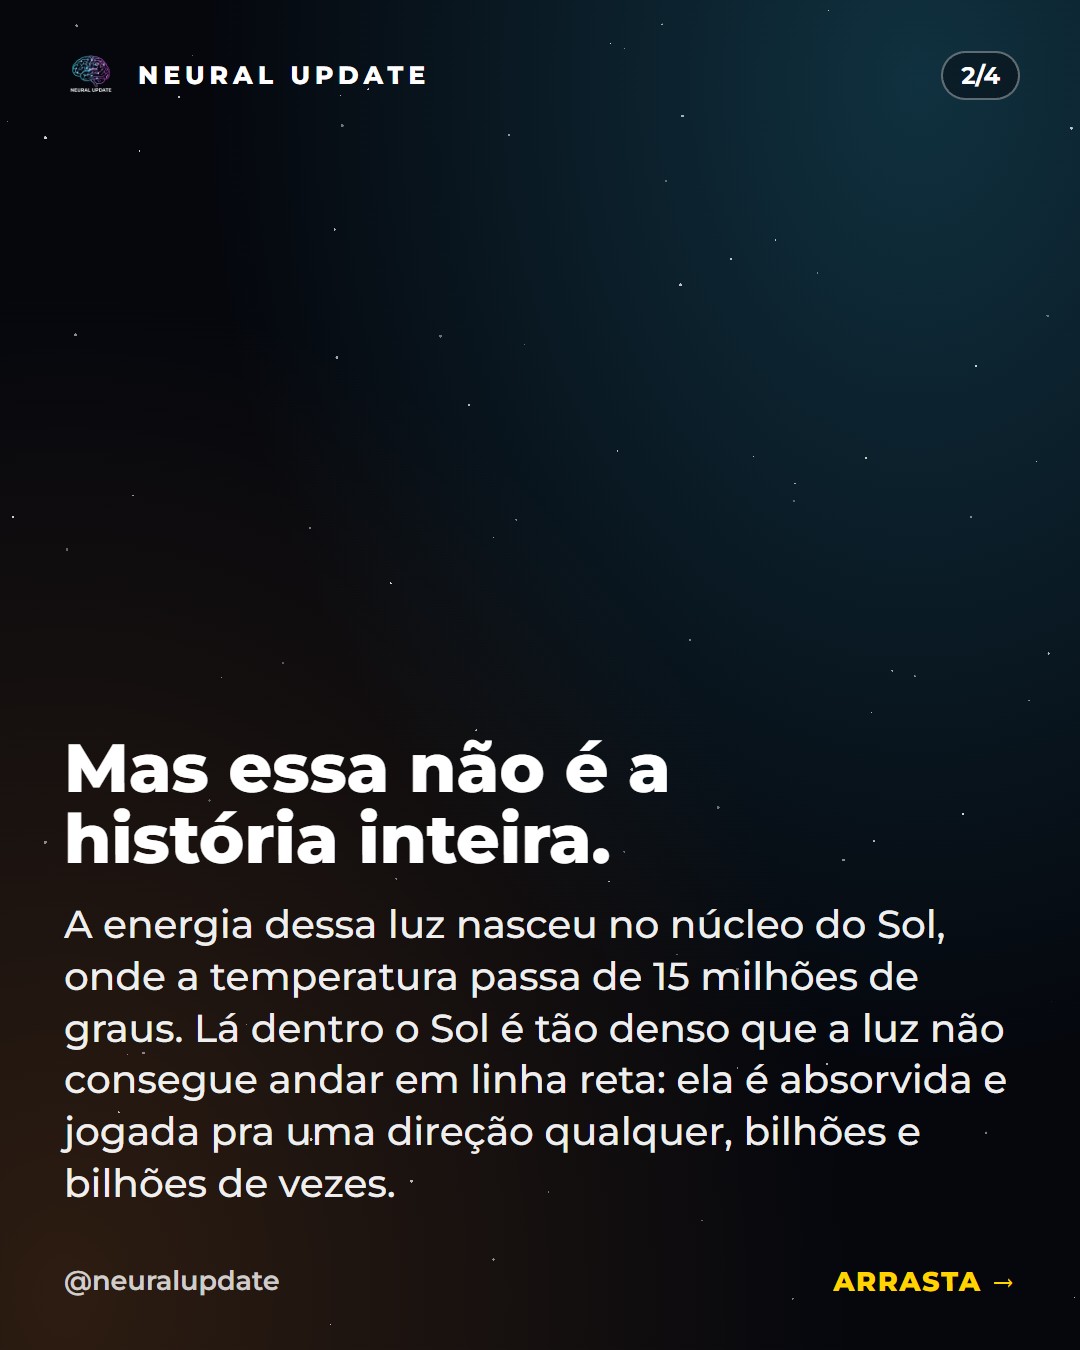 NEURAL UPDATE
NEURAL UPDATE
2/4
Mas essa não é a
história inteira.
A energia dessa luz nasceu no núcleo do Sol,
onde a temperatura passa de 15 milhões de
graus. Lá dentro o Sol é tão denso que a luz não
consegue andar em linha reta: ela é absorvida e
jogada pra uma direção qualquer, bilhões e
bilhões de vezes.
@neuralupdate
ARRASTA →